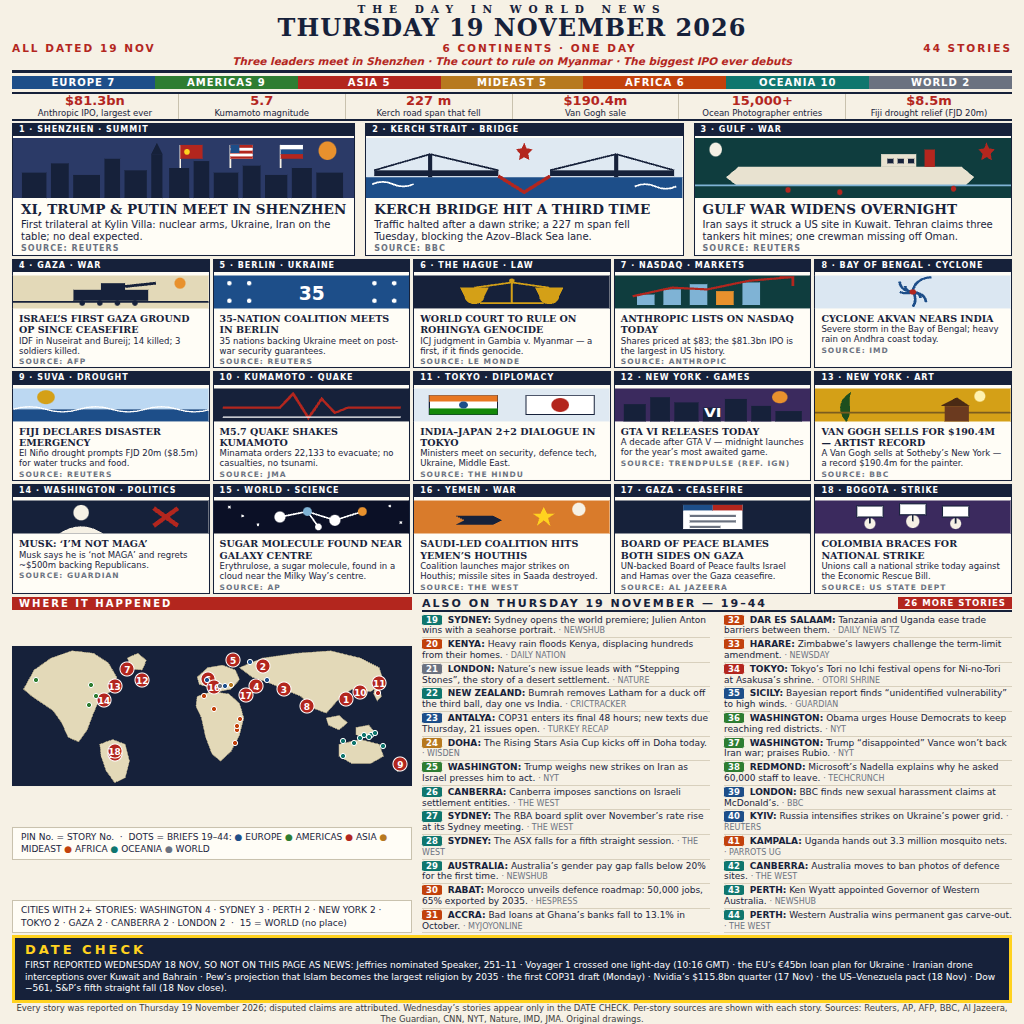 THE DAY IN WORLD NEWS
THURSDAY 19 NOVEMBER 2026
ALL DATED 19 NOV
6 CONTINENTS · ONE DAY
44 STORIES
Three leaders meet in Shenzhen · The court to rule on Myanmar · The biggest IPO ever debuts
EUROPE 7
AMERICAS 9
ASIA 5
MIDEAST 5
AFRICA 6
OCEANIA 10
WORLD 2
$81.3bn
Anthropic IPO, largest ever
5.7
Kumamoto magnitude
227 m
Kerch road span that fell
$190.4m
Van Gogh sale
15,000+
Ocean Photographer entries
$8.5m
Fiji drought relief (FJD 20m)
1 · SHENZHEN · SUMMIT
XI, TRUMP & PUTIN MEET IN SHENZHEN
First trilateral at Kylin Villa: nuclear arms, Ukraine, Iran on the
table; no deal expected.
SOURCE: REUTERS
2 · KERCH STRAIT · BRIDGE
KERCH BRIDGE HIT A THIRD TIME
Traffic halted after a dawn strike; a 227 m span fell
Tuesday, blocking the Azov–Black Sea lane.
SOURCE: BBC
3 · GULF · WAR
GULF WAR WIDENS OVERNIGHT
Iran says it struck a US site in Kuwait. Tehran claims three
tankers hit mines; one crewman missing off Oman.
SOURCE: REUTERS
4 · GAZA · WAR
ISRAEL'S FIRST GAZA GROUND
OP SINCE CEASEFIRE
IDF in Nuseirat and Bureij; 14 killed; 3
soldiers killed.
SOURCE: AFP
5 · BERLIN · UKRAINE
35
35-NATION COALITION MEETS
IN BERLIN
35 nations backing Ukraine meet on post-
war security guarantees.
SOURCE: REUTERS
6 · THE HAGUE · LAW
WORLD COURT TO RULE ON
ROHINGYA GENOCIDE
ICJ judgment in Gambia v. Myanmar — a
first, if it finds genocide.
SOURCE: LE MONDE
7 · NASDAQ · MARKETS
ANTHROPIC LISTS ON NASDAQ
TODAY
Shares priced at $83; the $81.3bn IPO is
the largest in US history.
SOURCE: ANTHROPIC
8 · BAY OF BENGAL · CYCLONE
CYCLONE AKVAN NEARS INDIA
Severe storm in the Bay of Bengal; heavy
rain on Andhra coast today.
SOURCE: IMD
9 · SUVA · DROUGHT
FIJI DECLARES DISASTER
EMERGENCY
El Niño drought prompts FJD 20m ($8.5m)
for water trucks and food.
SOURCE: REUTERS
10 · KUMAMOTO · QUAKE
M5.7 QUAKE SHAKES
KUMAMOTO
Minamata orders 22,133 to evacuate; no
casualties, no tsunami.
SOURCE: JMA
11 · TOKYO · DIPLOMACY
INDIA–JAPAN 2+2 DIALOGUE IN
TOKYO
Ministers meet on security, defence tech,
Ukraine, Middle East.
SOURCE: THE HINDU
12 · NEW YORK · GAMES
VI
GTA VI RELEASES TODAY
A decade after GTA V — midnight launches
for the year's most awaited game.
SOURCE: TRENDPULSE (REF. IGN)
13 · NEW YORK · ART
VAN GOGH SELLS FOR $190.4M
— ARTIST RECORD
A Van Gogh sells at Sotheby's New York —
a record $190.4m for the painter.
SOURCE: BBC
14 · WASHINGTON · POLITICS
MUSK: 'I'M NOT MAGA'
Musk says he is 'not MAGA' and regrets
~$500m backing Republicans.
SOURCE: GUARDIAN
15 · WORLD · SCIENCE
SUGAR MOLECULE FOUND NEAR
GALAXY CENTRE
Erythrulose, a sugar molecule, found in a
cloud near the Milky Way's centre.
SOURCE: AP
16 · YEMEN · WAR
SAUDI-LED COALITION HITS
YEMEN'S HOUTHIS
Coalition launches major strikes on
Houthis; missile sites in Saada destroyed.
SOURCE: THE WEST
17 · GAZA · CEASEFIRE
BOARD OF PEACE BLAMES
BOTH SIDES ON GAZA
UN-backed Board of Peace faults Israel
and Hamas over the Gaza ceasefire.
SOURCE: AL JAZEERA
18 · BOGOTÁ · STRIKE
COLOMBIA BRACES FOR
NATIONAL STRIKE
Unions call a national strike today against
the Economic Rescue Bill.
SOURCE: US STATE DEPT
WHERE IT HAPPENED
7
12
13
14
18
5
2
4
17
3
8
1
10
11
9
PIN No. = STORY No. · DOTS = BRIEFS 19–44: ● EUROPE ● AMERICAS ● ASIA ●
MIDEAST ● AFRICA ● OCEANIA ● WORLD
CITIES WITH 2+ STORIES: WASHINGTON 4 · SYDNEY 3 · PERTH 2 · NEW YORK 2 ·
TOKYO 2 · GAZA 2 · CANBERRA 2 · LONDON 2 · 15 = WORLD (no place)
ALSO ON THURSDAY 19 NOVEMBER — 19–44
26 MORE STORIES
19 SYDNEY: Sydney opens the world premiere; Julien Anton
wins with a seahorse portrait. · NEWSHUB
20 KENYA: Heavy rain floods Kenya, displacing hundreds
from their homes. · DAILY NATION
21 LONDON: Nature's new issue leads with "Stepping
Stones", the story of a desert settlement. · NATURE
22 NEW ZEALAND: Bumrah removes Latham for a duck off
the third ball, day one vs India. · CRICTRACKER
23 ANTALYA: COP31 enters its final 48 hours; new texts due
Thursday, 21 issues open. · TURKEY RECAP
24 DOHA: The Rising Stars Asia Cup kicks off in Doha today.
· WISDEN
25 WASHINGTON: Trump weighs new strikes on Iran as
Israel presses him to act. · NYT
26 CANBERRA: Canberra imposes sanctions on Israeli
settlement entities. · THE WEST
27 SYDNEY: The RBA board split over November's rate rise
at its Sydney meeting. · THE WEST
28 SYDNEY: The ASX falls for a fifth straight session. · THE
WEST
29 AUSTRALIA: Australia's gender pay gap falls below 20%
for the first time. · NEWSHUB
30 RABAT: Morocco unveils defence roadmap: 50,000 jobs,
65% exported by 2035. · HESPRESS
31 ACCRA: Bad loans at Ghana's banks fall to 13.1% in
October. · MYJOYONLINE
32 DAR ES SALAAM: Tanzania and Uganda ease trade
barriers between them. · DAILY NEWS TZ
33 HARARE: Zimbabwe's lawyers challenge the term-limit
amendment. · NEWSDAY
34 TOKYO: Tokyo's Tori no Ichi festival opens for Ni-no-Tori
at Asakusa's shrine. · OTORI SHRINE
35 SICILY: Bayesian report finds "unidentified vulnerability"
to high winds. · GUARDIAN
36 WASHINGTON: Obama urges House Democrats to keep
reaching red districts. · NYT
37 WASHINGTON: Trump "disappointed" Vance won't back
Iran war; praises Rubio. · NYT
38 REDMOND: Microsoft's Nadella explains why he asked
60,000 staff to leave. · TECHCRUNCH
39 LONDON: BBC finds new sexual harassment claims at
McDonald's. · BBC
40 KYIV: Russia intensifies strikes on Ukraine's power grid. ·
REUTERS
41 KAMPALA: Uganda hands out 3.3 million mosquito nets.
· PARROTS UG
42 CANBERRA: Australia moves to ban photos of defence
sites. · THE WEST
43 PERTH: Ken Wyatt appointed Governor of Western
Australia. · NEWSHUB
44 PERTH: Western Australia wins permanent gas carve-out.
· THE WEST
DATE CHECK
FIRST REPORTED WEDNESDAY 18 NOV, SO NOT ON THIS PAGE AS NEWS: Jeffries nominated Speaker, 251–11 · Voyager 1 crossed one light-day (10:16 GMT) · the EU's €45bn loan plan for Ukraine · Iranian drone
interceptions over Kuwait and Bahrain · Pew's projection that Islam becomes the largest religion by 2035 · the first COP31 draft (Monday) · Nvidia's $115.8bn quarter (17 Nov) · the US–Venezuela pact (18 Nov) · Dow
−561, S&P's fifth straight fall (18 Nov close).
Every story was reported on Thursday 19 November 2026; disputed claims are attributed. Wednesday's stories appear only in the DATE CHECK. Per-story sources are shown with each story. Sources: Reuters, AP, AFP, BBC, Al Jazeera,
The Guardian, CNN, NYT, Nature, IMD, JMA. Original drawings.